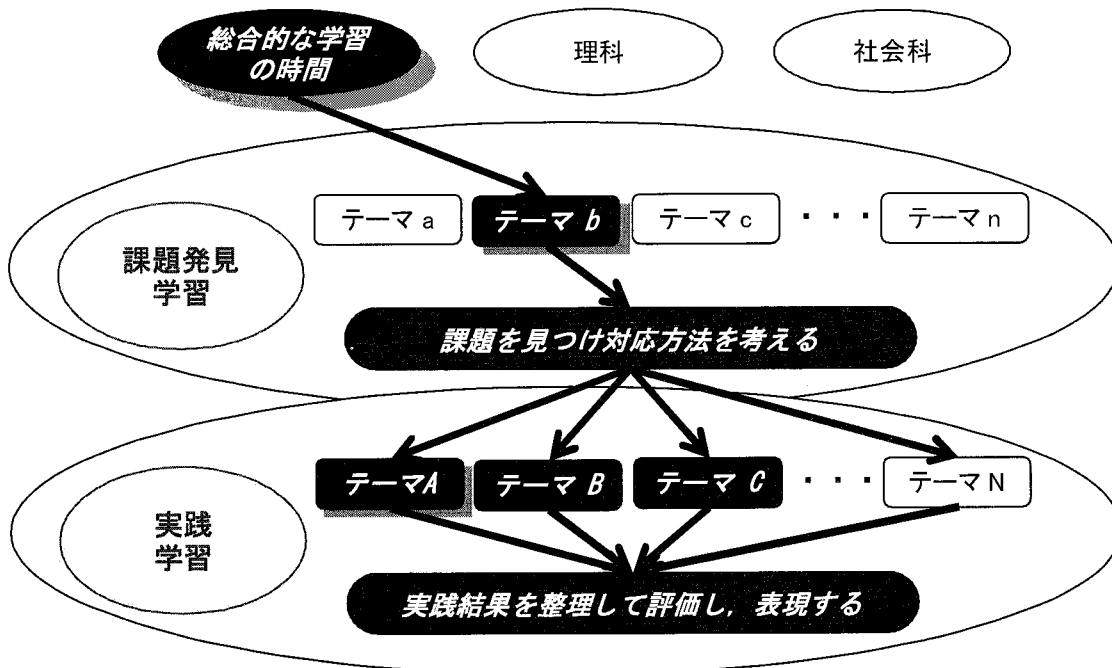 総合的な学習
の時間
理科
社会科
テーマ a
テーマ b
テーマ c
・・・
テーマ n
課題発見
学習
課題を見つけ対応方法を考える
テーマA
テーマ B
テーマ C
・・・
テーマ N
実践
学習
実践結果を整理して評価し，表現する